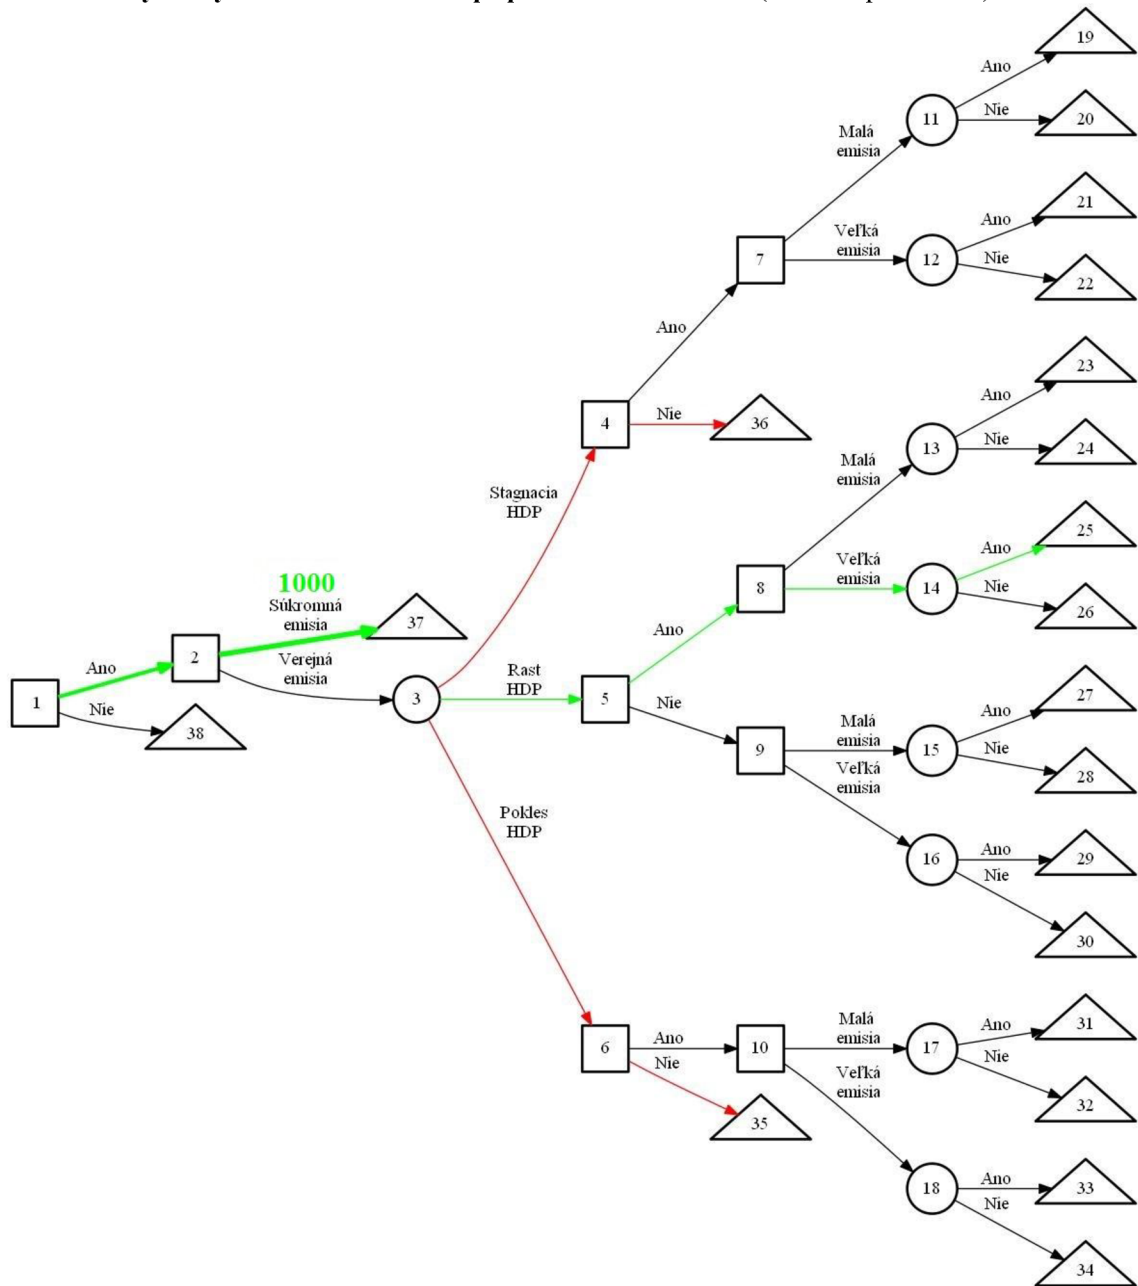 19
Ano
11
Nie
20
Malá
emisia
21
Ano
7
Veľká
emisia
12
Nie
22
Ano
23
Ano
4
Nie
36
13
Nie
24
Malá
emisia
Stagnacia
HDP
25
Ano
8
Veľká
emisia
14
Nie
26
1000
Súkromná
emisia
37
Ano
2
Verejná
emisia
Ano
27
Ano
Rast
HDP
1
Nie
38
3
5
Nie
9
Malá
emisia
15
Nie
28
Veľká
emisia
Pokles
HDP
16
Ano
29
Nie
30
6
Ano
10
Malá
emisia
17
Ano
31
Nie
32
Nie
35
Veľká
emisia
18
Ano
33
Nie
34